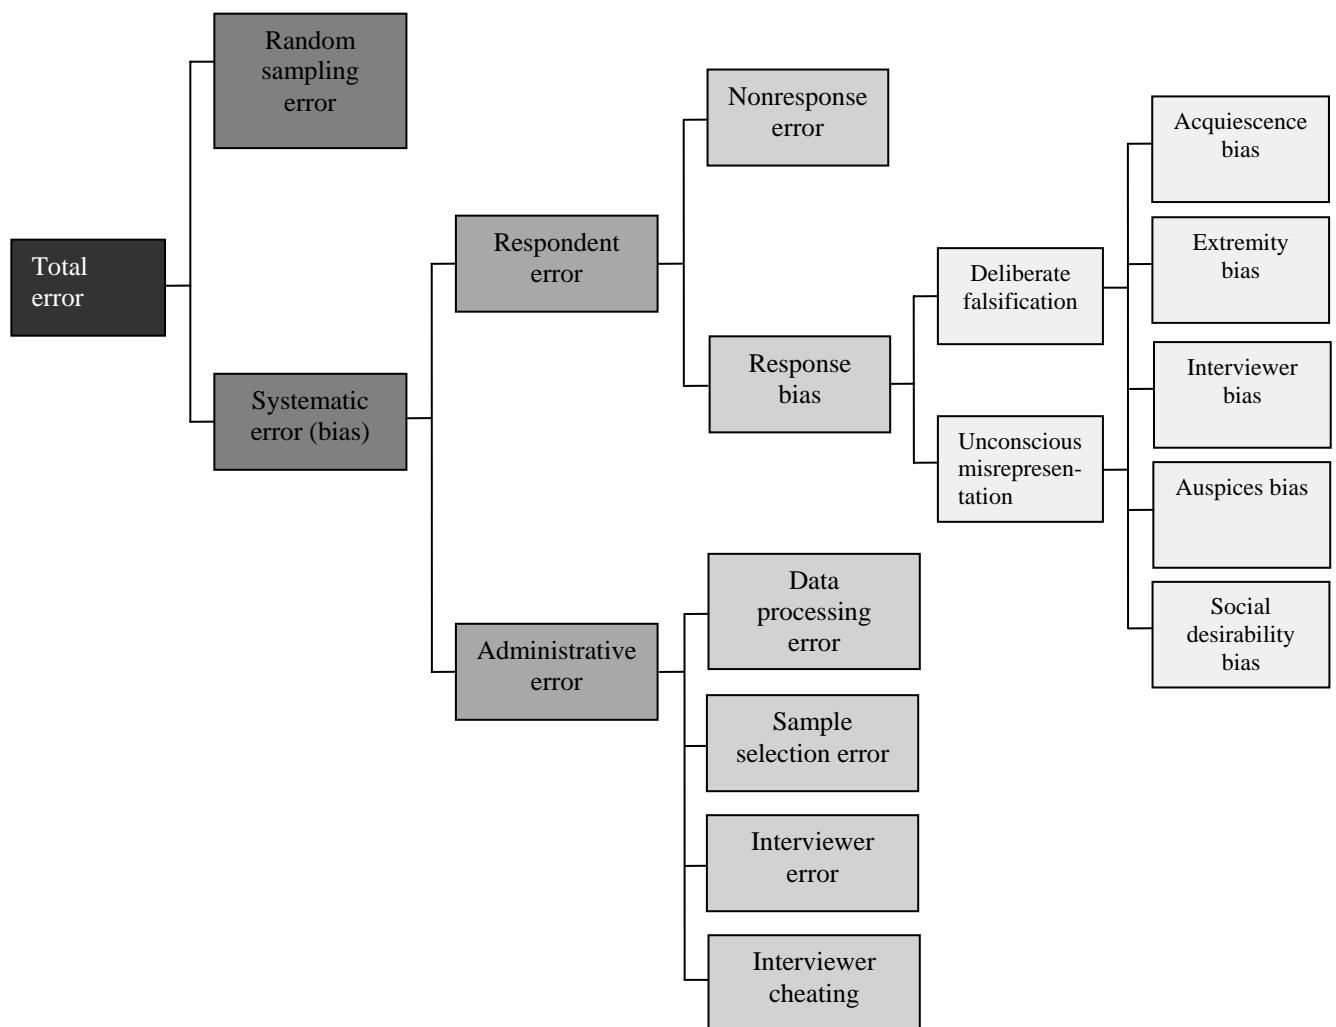 Random
sampling
error
Nonresponse
error
Acquiescence
bias
Total
error
Respondent
error
Deliberate
falsification
Extremity
bias
Systematic
error (bias)
Response
bias
Unconscious
misrepresen-
tation
Interviewer
bias
Auspices bias
Administrative
error
Data
processing
error
Social
desirability
bias
Sample
selection error
Interviewer
error
Interviewer
cheating